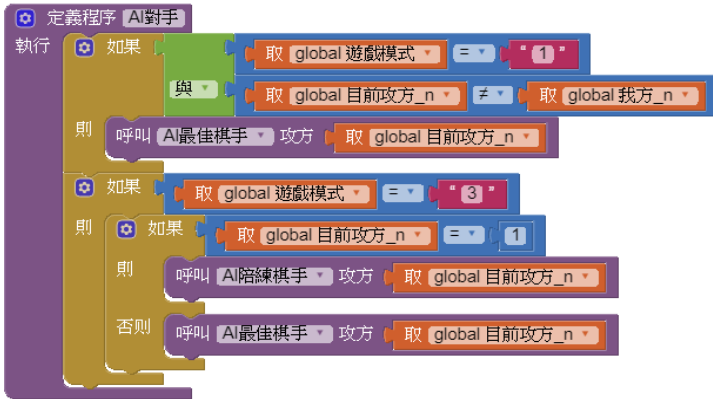 定義程序 AI對手
執行 如果 取 global 遊戲模式 = "1"
與 取 global 目前攻方_n ≠ 取 global 我方_n
則 呼叫 AI最佳棋手 攻方 取 global 目前攻方_n
如果 取 global 遊戲模式 = "3"
則 如果 取 global 目前攻方_n = 1
則 呼叫 AI陪練棋手 攻方 取 global 目前攻方_n
否則 呼叫 AI最佳棋手 攻方 取 global 目前攻方_n